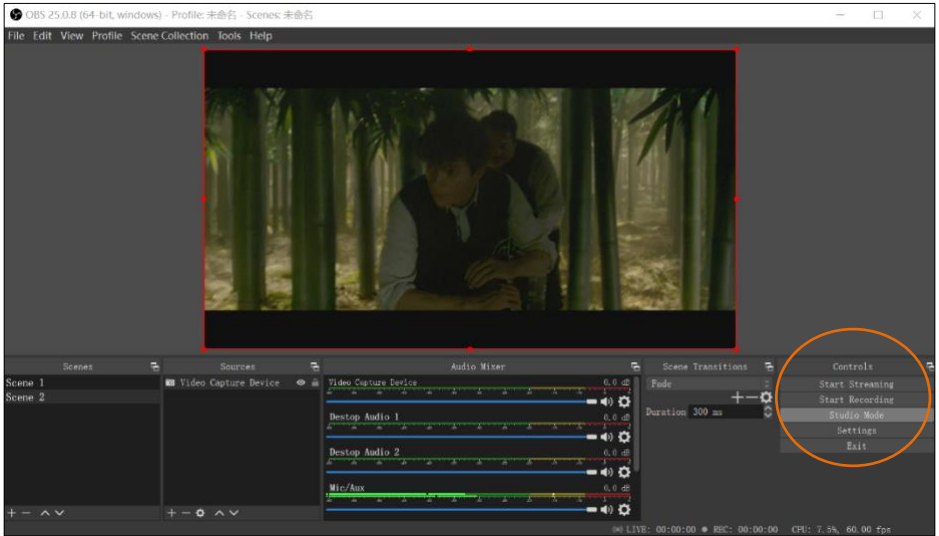 OBS 25.0.8 (64-bit, windows) - Profile: 未命名 - Scenes: 未命名
File Edit View Profile Scene Collection Tools Help
Scenes
Scene 1
Scene 2
Sources
Video Capture Device
Audio Mixer
Video Capture Device 0.0 dB
Destop Audio 1 0.0 dB
Destop Audio 2 0.0 dB
Mic/Aux 0.0 dB
Scene Transitions
Fade
Duration 300 ms
Controls
Start Streaming
Start Recording
Studio Mode
Settings
Exit
LIVE: 00:00:00 REC: 00:00:00 CPU: 7.5%, 60.00 fps